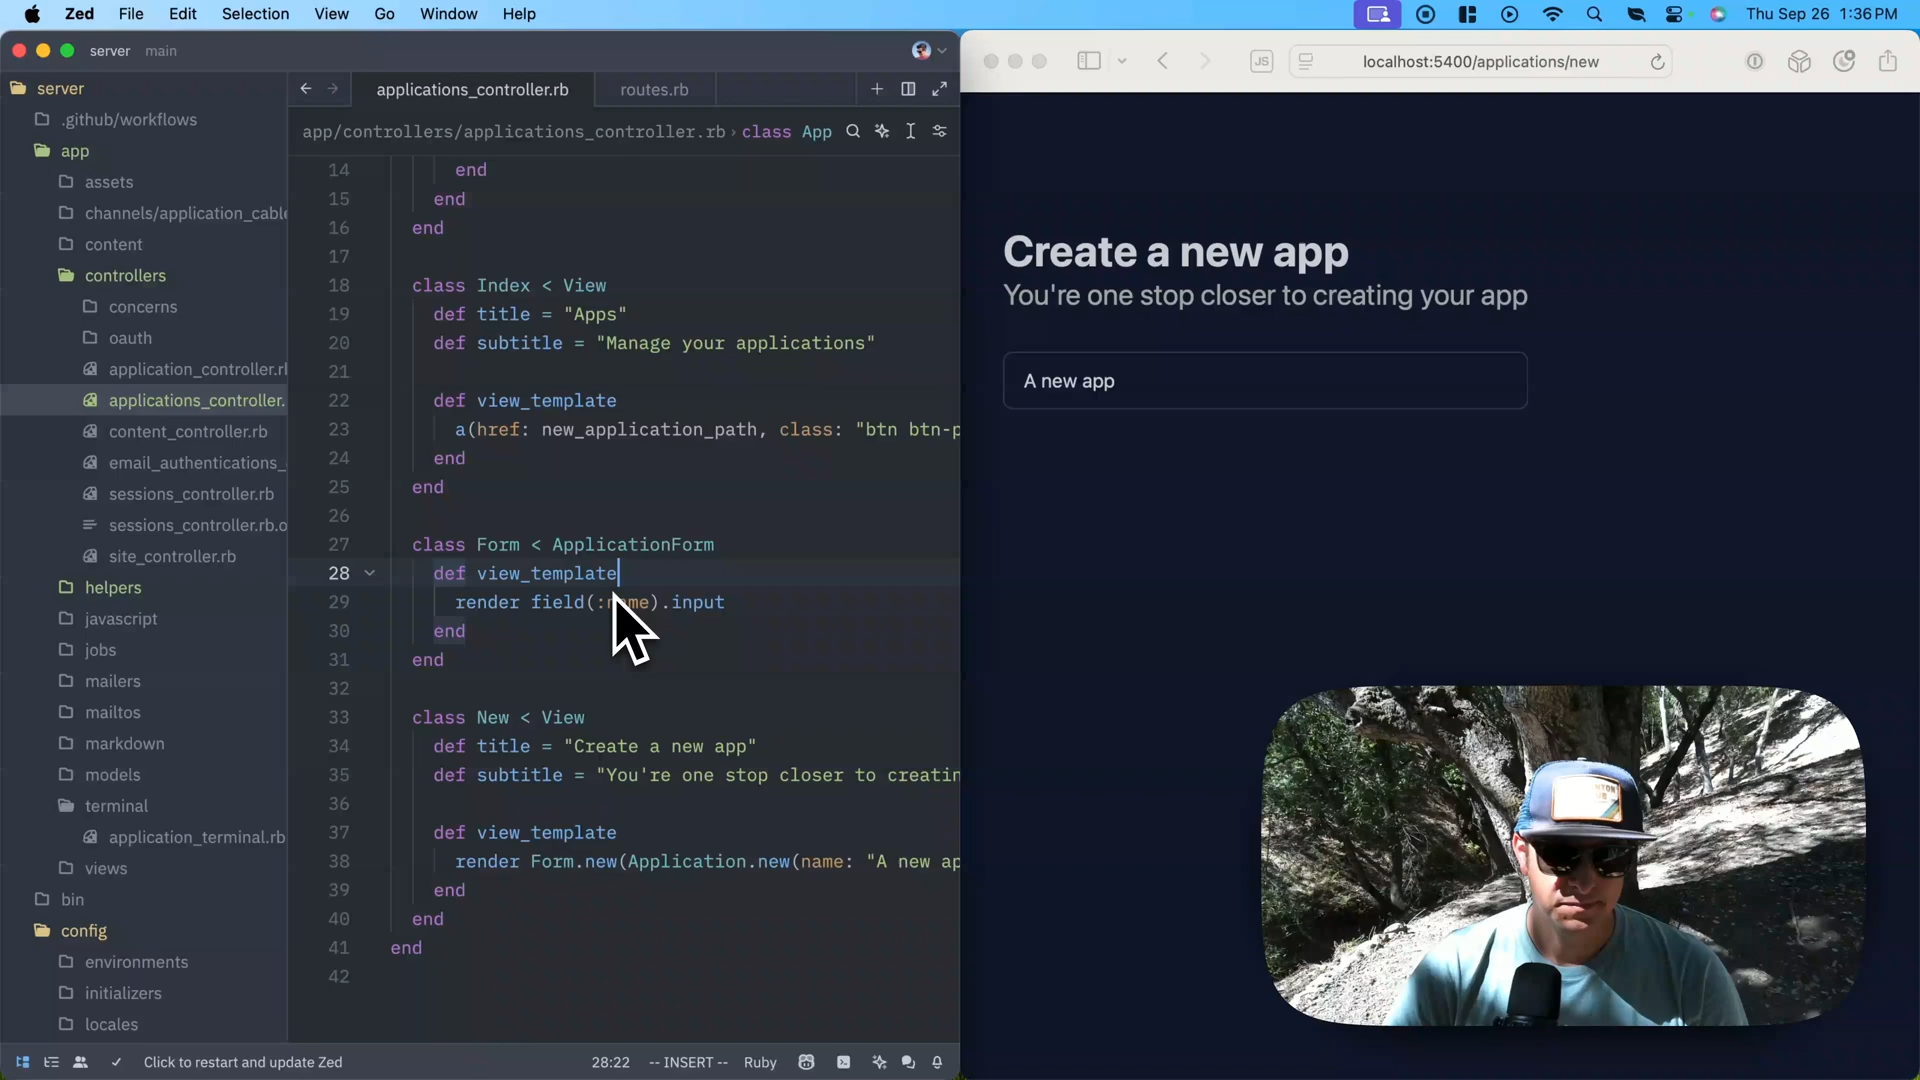 Zed File Edit Selection View Go Window Help
Thu Sep 26 1:36 PM
server main
server
.github/workflows
app
assets
channels/application_cable
content
controllers
concerns
oauth
application_controller.rl
applications_controller.
content_controller.rb
email_authentications_
sessions_controller.rb
sessions_controller.rb.o
site_controller.rb
helpers
javascript
jobs
mailers
mailtos
markdown
models
terminal
application_terminal.rb
views
bin
config
environments
initializers
locales
applications_controller.rb routes.rb
app/controllers/applications_controller.rb › class App
14 end
15 end
16 end
17
18 class Index < View
19 def title = "Apps"
20 def subtitle = "Manage your applications"
21
22 def view_template
23 a(href: new_application_path, class: "btn btn-p
24 end
25 end
26
27 class Form < ApplicationForm
28 def view_template
29 render field(:name).input
30 end
31 end
32
33 class New < View
34 def title = "Create a new app"
35 def subtitle = "You're one stop closer to creatin
36
37 def view_template
38 render Form.new(Application.new(name: "A new ap
39 end
40 end
41 end
42
Click to restart and update Zed 28:22 -- INSERT -- Ruby
JS localhost:5400/applications/new
Create a new app
You're one stop closer to creating your app
A new app